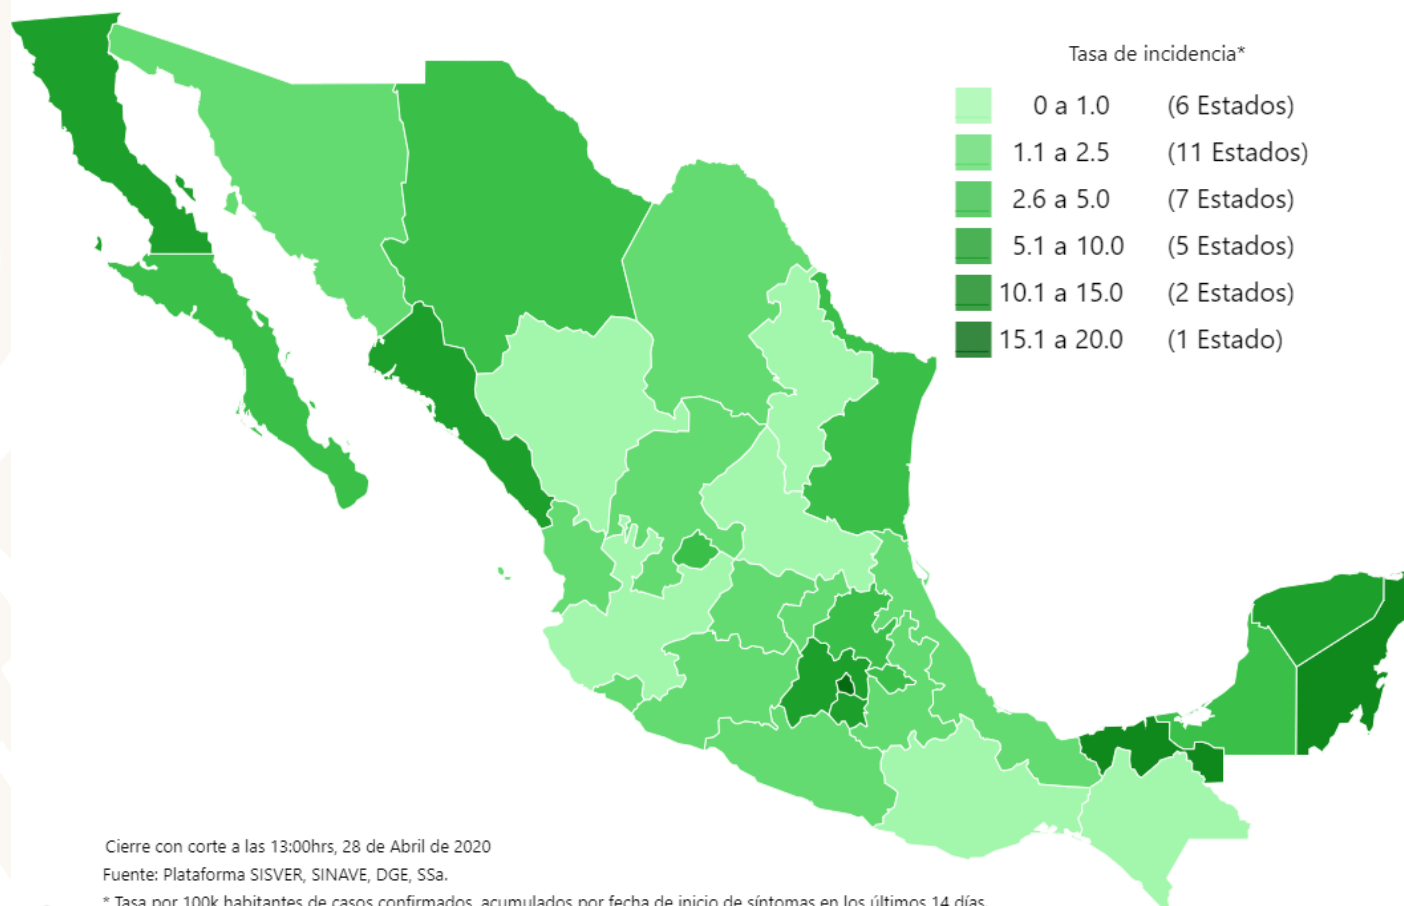 Tasa de incidencia*
0 a 1.0 (6 Estados)
1.1 a 2.5 (11 Estados)
2.6 a 5.0 (7 Estados)
5.1 a 10.0 (5 Estados)
10.1 a 15.0 (2 Estados)
15.1 a 20.0 (1 Estado)
Cierre con corte a las 13:00hrs, 28 de Abril de 2020
Fuente: Plataforma SISVER, SINAVE, DGE, SSa.
* Tasa por 100k habitantes de casos confirmados, acumulados por fecha de inicio de síntomas en los últimos 14 días.